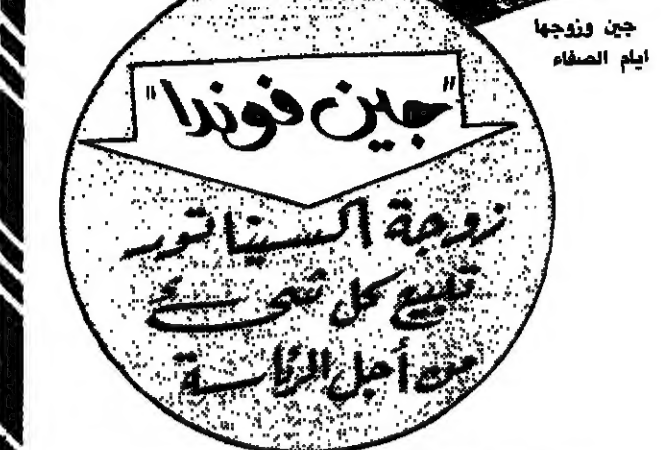 جين وزوجها
ايام الصفاء
"جين فوندا"
زوجة السيناتور
تبيع كل شيء
من أجل الرئاسة